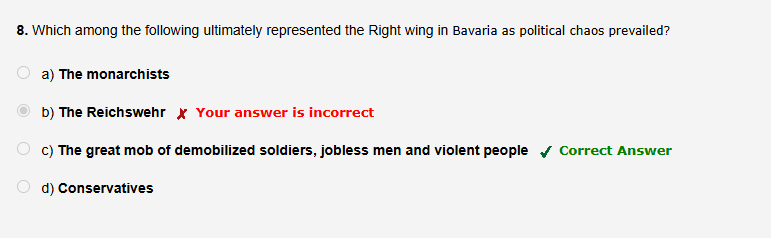 8. Which among the following ultimately represented the Right wing in Bavaria as political chaos prevailed?
a) The monarchists
b) The Reichswehr ✗ Your answer is incorrect
c) The great mob of demobilized soldiers, jobless men and violent people ✓ Correct Answer
d) Conservatives